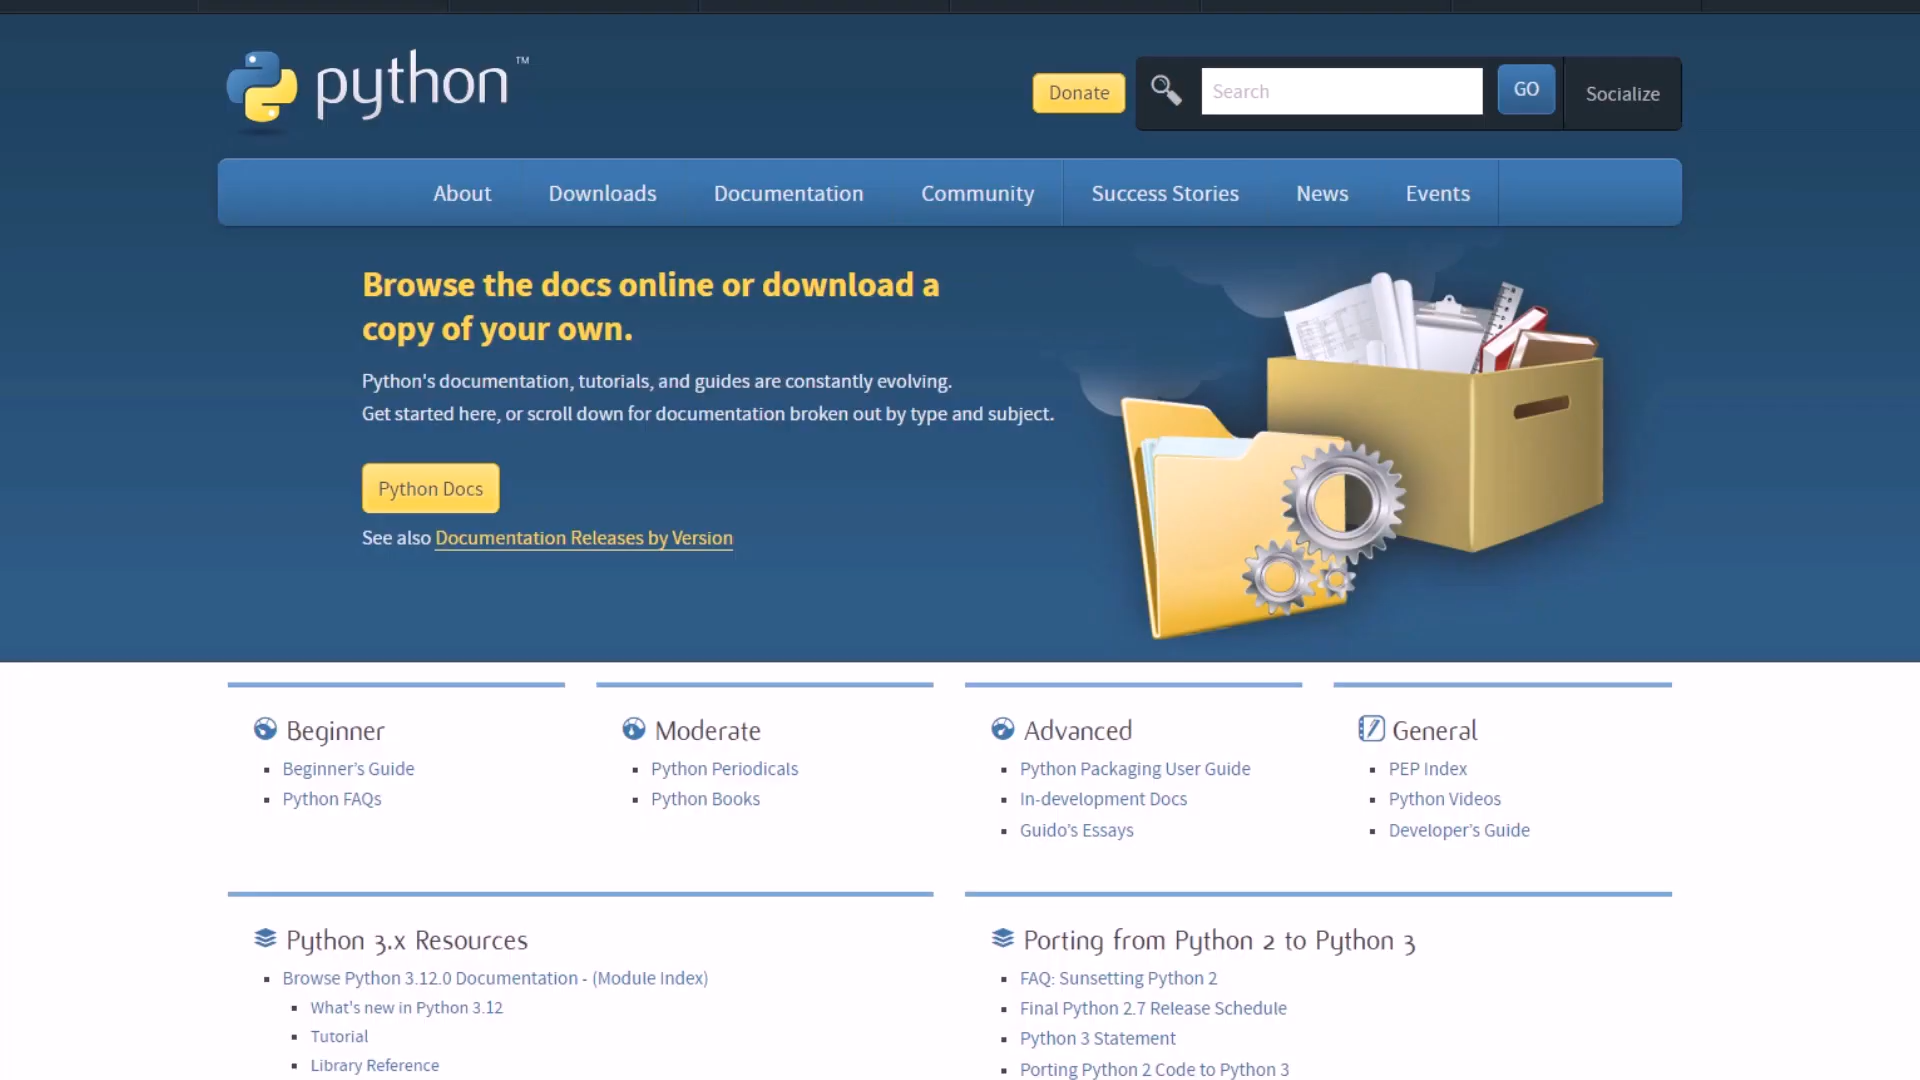 python™
Donate
Search
GO
Socialize
About
Downloads
Documentation
Community
Success Stories
News
Events
Browse the docs online or download a
copy of your own.
Python's documentation, tutorials, and guides are constantly evolving.
Get started here, or scroll down for documentation broken out by type and subject.
Python Docs
See also Documentation Releases by Version
Beginner
Beginner’s Guide
Python FAQs
Moderate
Python Periodicals
Python Books
Advanced
Python Packaging User Guide
In-development Docs
Guido’s Essays
General
PEP Index
Python Videos
Developer’s Guide
Python 3.x Resources
Browse Python 3.12.0 Documentation - (Module Index)
What's new in Python 3.12
Tutorial
Library Reference
Porting from Python 2 to Python 3
FAQ: Sunsetting Python 2
Final Python 2.7 Release Schedule
Python 3 Statement
Porting Python 2 Code to Python 3